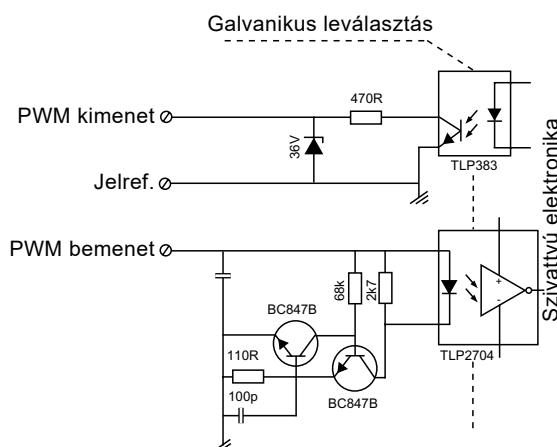 Galvanikus leválasztás
470R
PWM kimenet
36V
TLP383
Jelref.
PWM bemenet
Szivattyú elektronika
68k
2k7
+
-
BC847B
TLP2704
110R
100p
BC847B